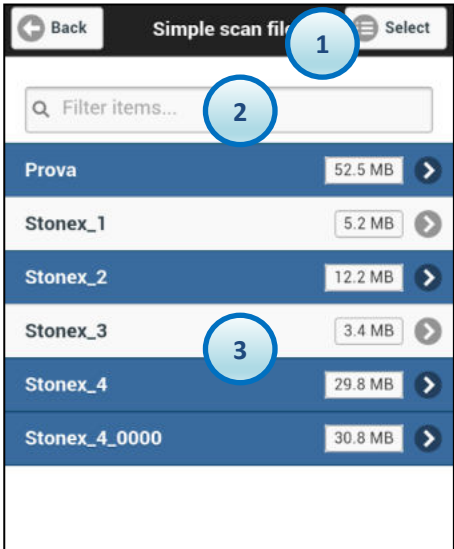 Back Simple scan file Select
1
Filter items...
2
Prova 52.5 MB
Stonex_1 5.2 MB
Stonex_2 12.2 MB
Stonex_3 3.4 MB
3
Stonex_4 29.8 MB
Stonex_4_0000 30.8 MB